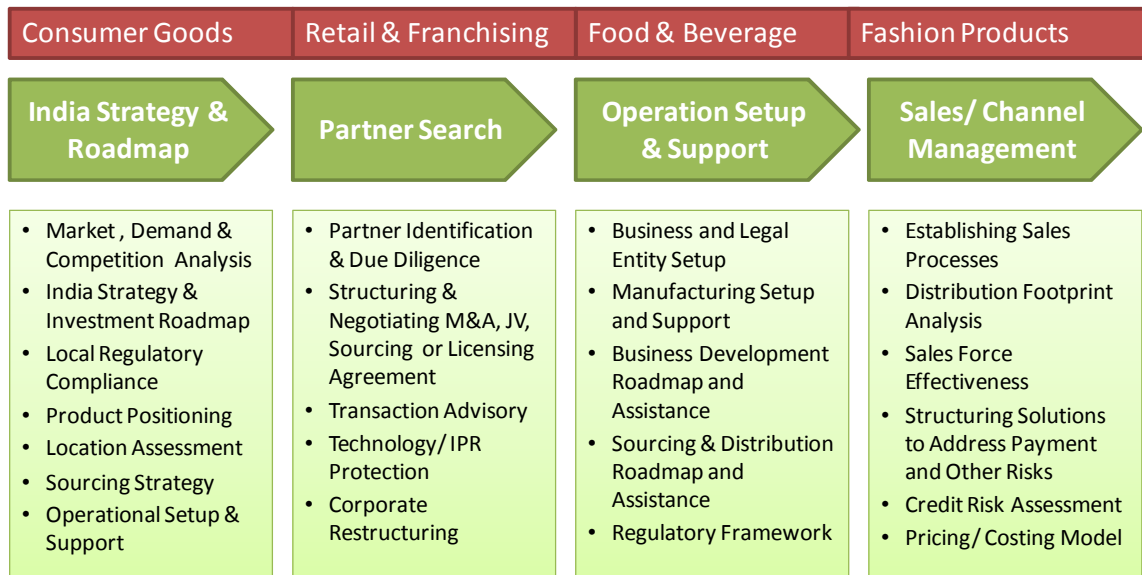 Consumer Goods
Retail & Franchising
Food & Beverage
Fashion Products
India Strategy &
Roadmap
Partner Search
Operation Setup
& Support
Sales/ Channel
Management
• Market , Demand &
Competition Analysis
• India Strategy &
Investment Roadmap
• Local Regulatory
Compliance
• Product Positioning
• Location Assessment
• Sourcing Strategy
• Operational Setup &
Support
• Partner Identification
& Due Diligence
• Structuring &
Negotiating M&A, JV,
Sourcing or Licensing
Agreement
• Transaction Advisory
• Technology/ IPR
Protection
• Corporate
Restructuring
• Business and Legal
Entity Setup
• Manufacturing Setup
and Support
• Business Development
Roadmap and
Assistance
• Sourcing & Distribution
Roadmap and
Assistance
• Regulatory Framework
• Establishing Sales
Processes
• Distribution Footprint
Analysis
• Sales Force
Effectiveness
• Structuring Solutions
to Address Payment
and Other Risks
• Credit Risk Assessment
• Pricing/ Costing Model